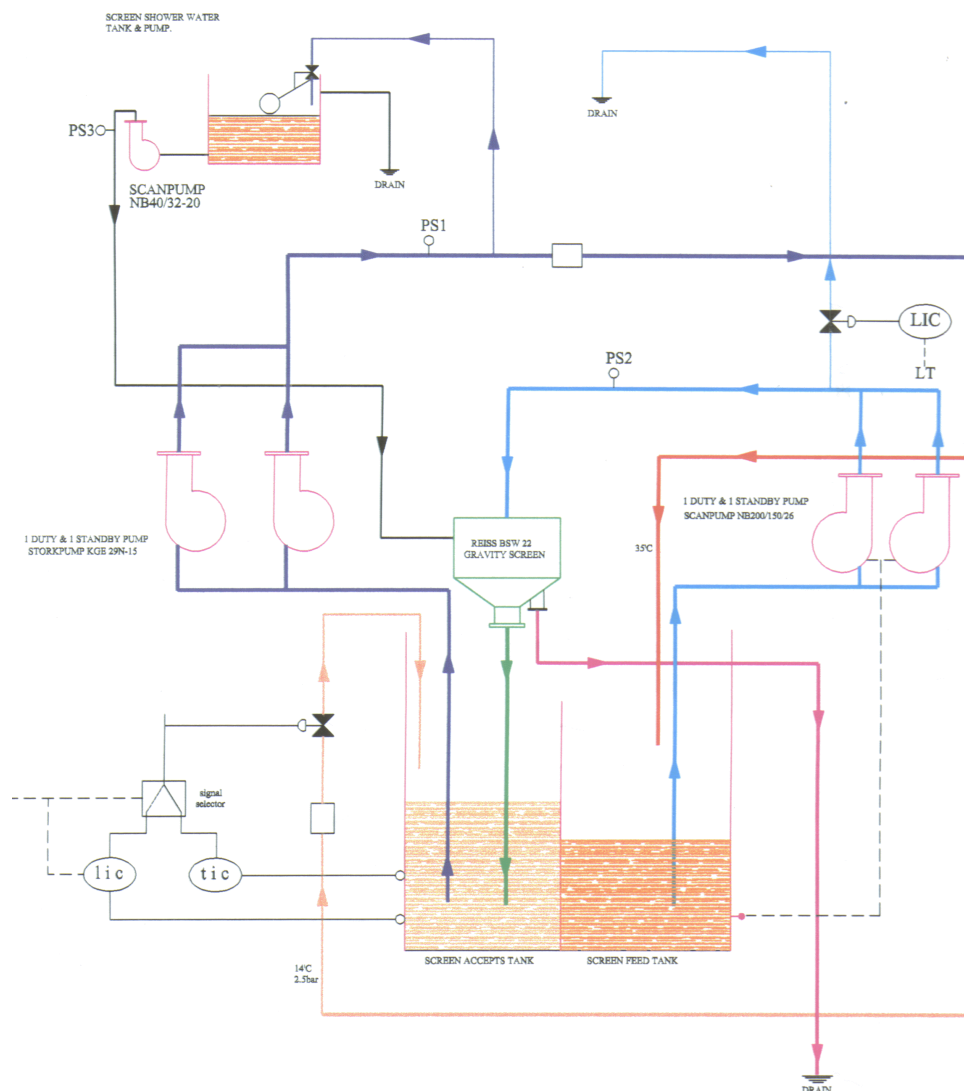 SCREEN SHOWER WATER
TANK & PUMP.
PS3
SCANPUMP
NB40/32-20
DRAIN
DRAIN
PS1
LIC
LT
PS2
1 DUTY & 1 STANDBY PUMP
STORKPUMP KGE 29N-15
REISS BSW 22
GRAVITY SCREEN
1 DUTY & 1 STANDBY PUMP
SCANPUMP NB200/150/26
35°C
signal
selector
lic
tic
14°C
2.5bar
SCREEN ACCEPTS TANK
SCREEN FEED TANK
DRAIN